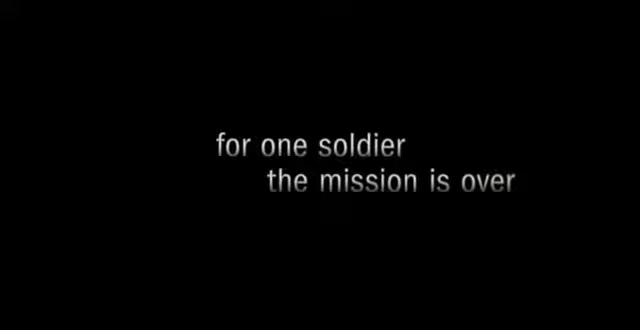 for one soldier
the mission is over